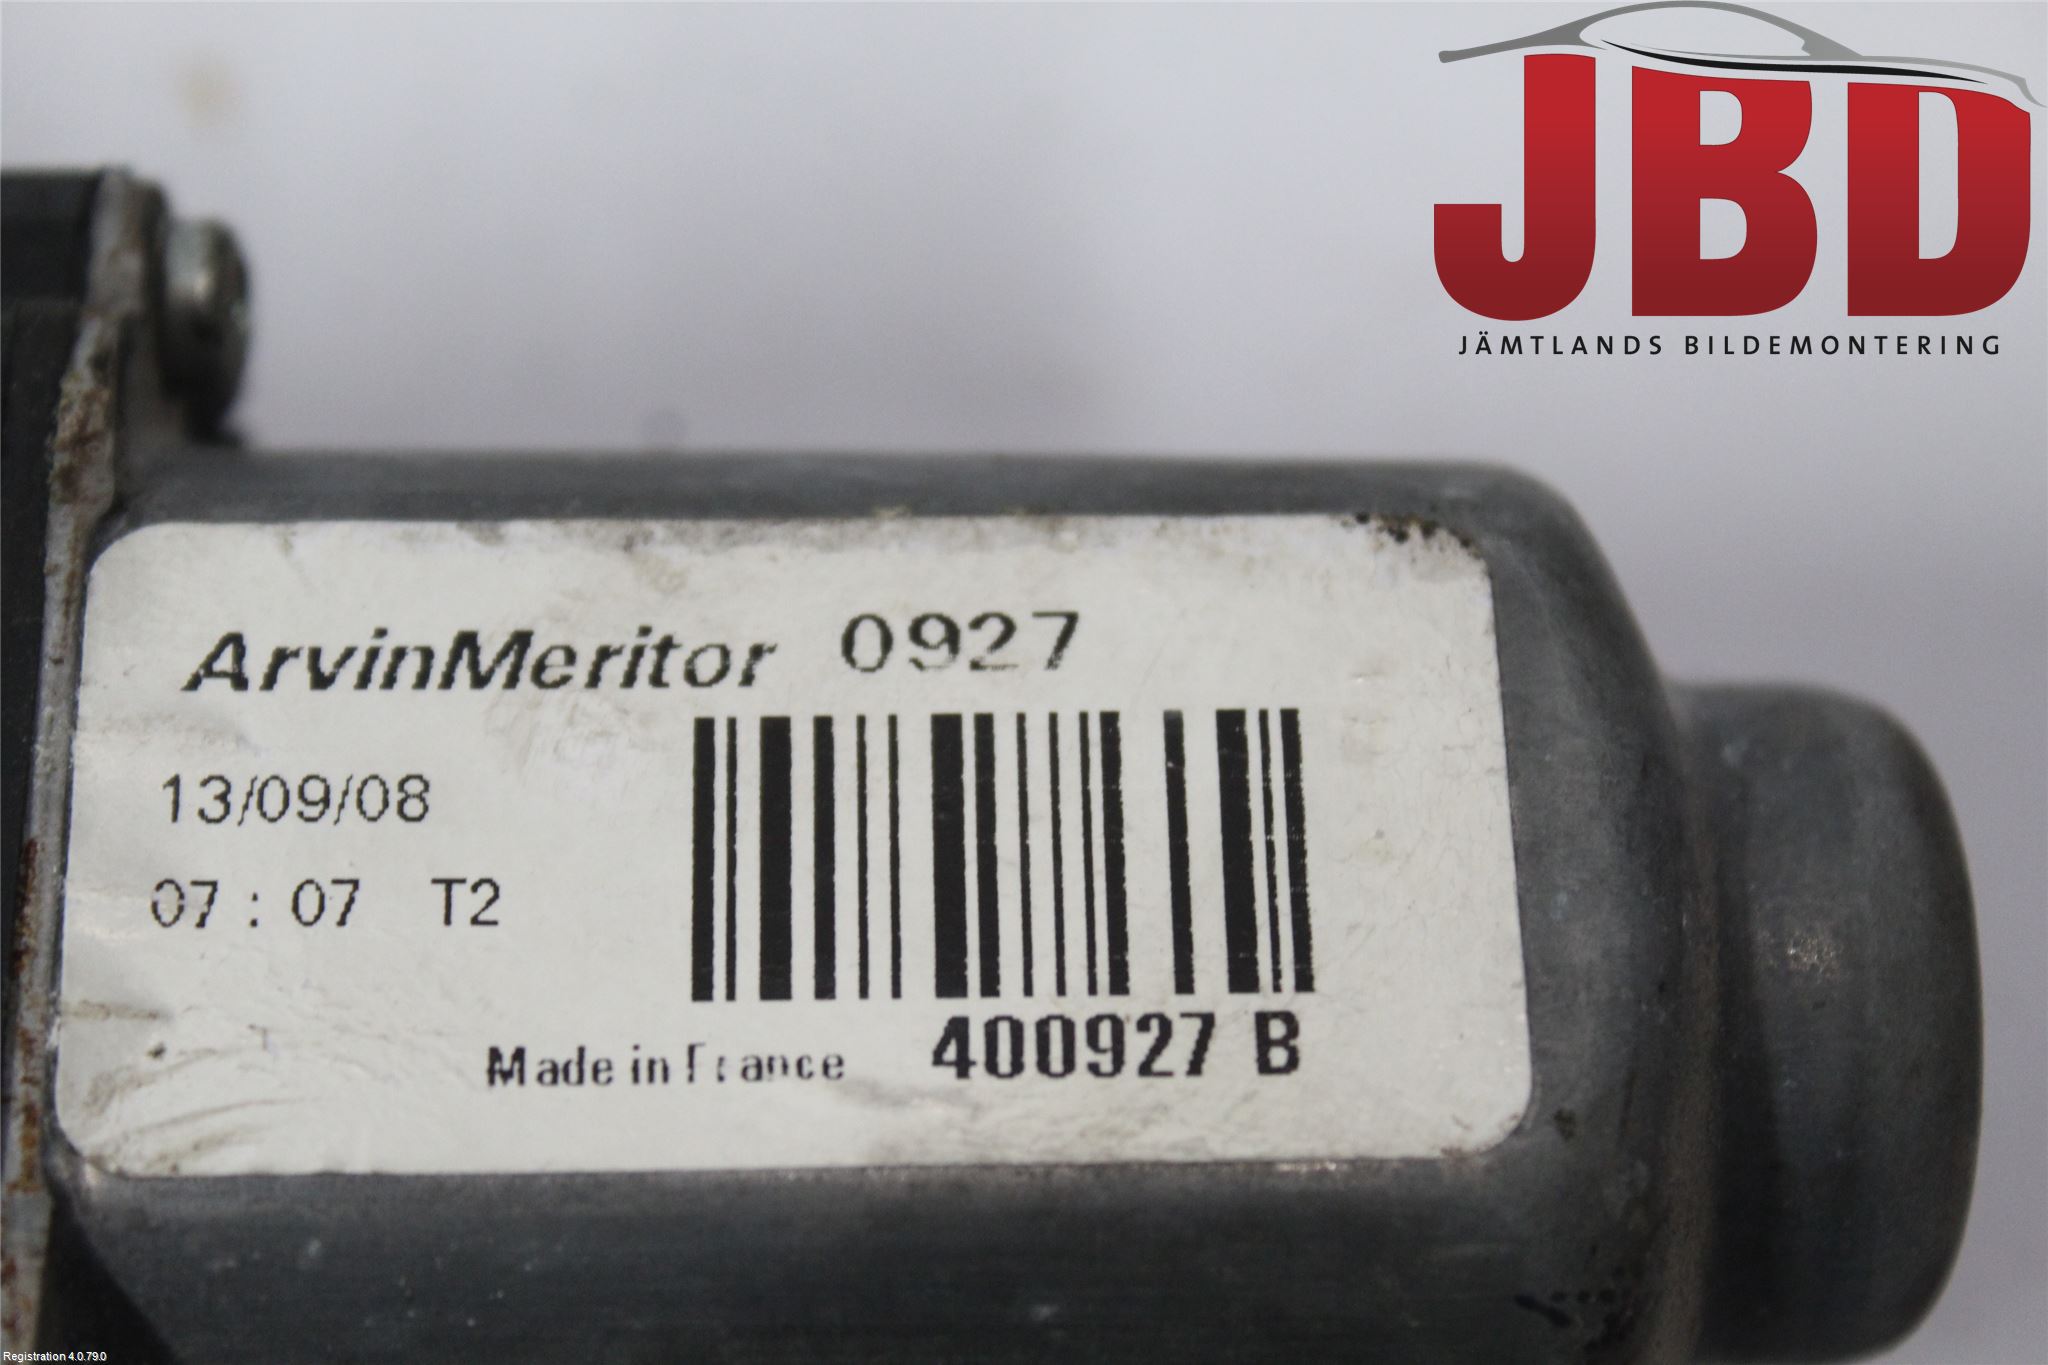 JBD
JÄMTLANDS BILDEMONTERING
ArvinMeritor 0927
13/09/08
07 : 07 T2
Made in France 400927 B
Registration 4.0.79.0